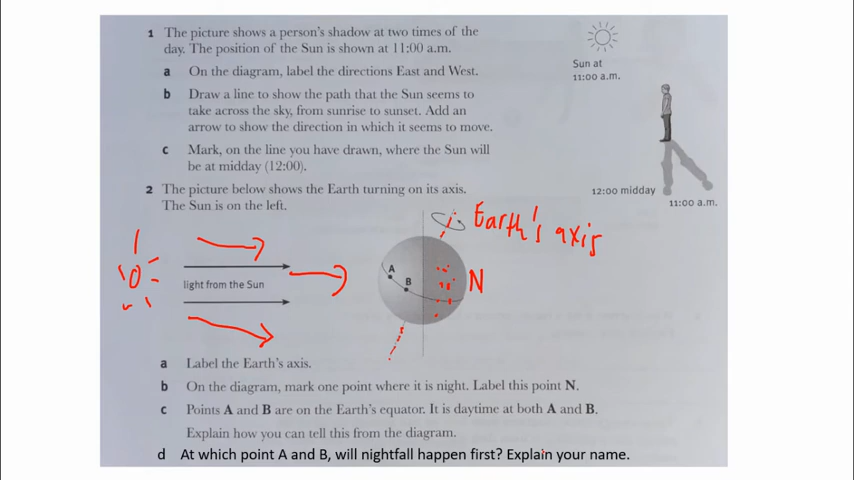 1 The picture shows a person's shadow at two times of the
day. The position of the Sun is shown at 11:00 a.m.
a On the diagram, label the directions East and West.
b Draw a line to show the path that the Sun seems to
take across the sky, from sunrise to sunset. Add an
arrow to show the direction in which it seems to move.
c Mark, on the line you have drawn, where the Sun will
be at midday (12:00).
Sun at
11:00 a.m.
12:00 midday
11:00 a.m.
2 The picture below shows the Earth turning on its axis.
The Sun is on the left.
Earth's axis
light from the Sun
A
B
N
a Label the Earth's axis.
b On the diagram, mark one point where it is night. Label this point N.
c Points A and B are on the Earth's equator. It is daytime at both A and B.
Explain how you can tell this from the diagram.
d At which point A and B, will nightfall happen first? Explain your name.